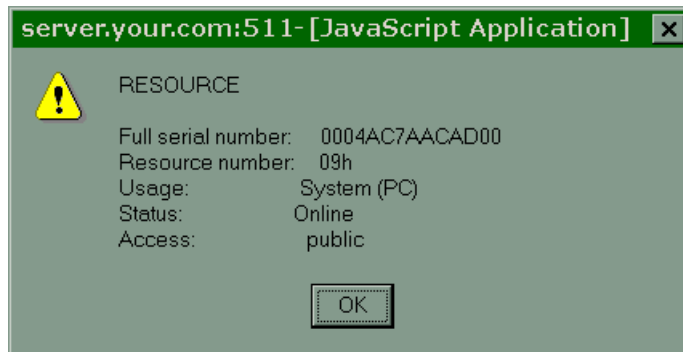 server.your.com:511-[JavaScript Application]
RESOURCE
Full serial number: 0004AC7AACAD00
Resource number: 09h
Usage: System (PC)
Status: Online
Access: public
OK